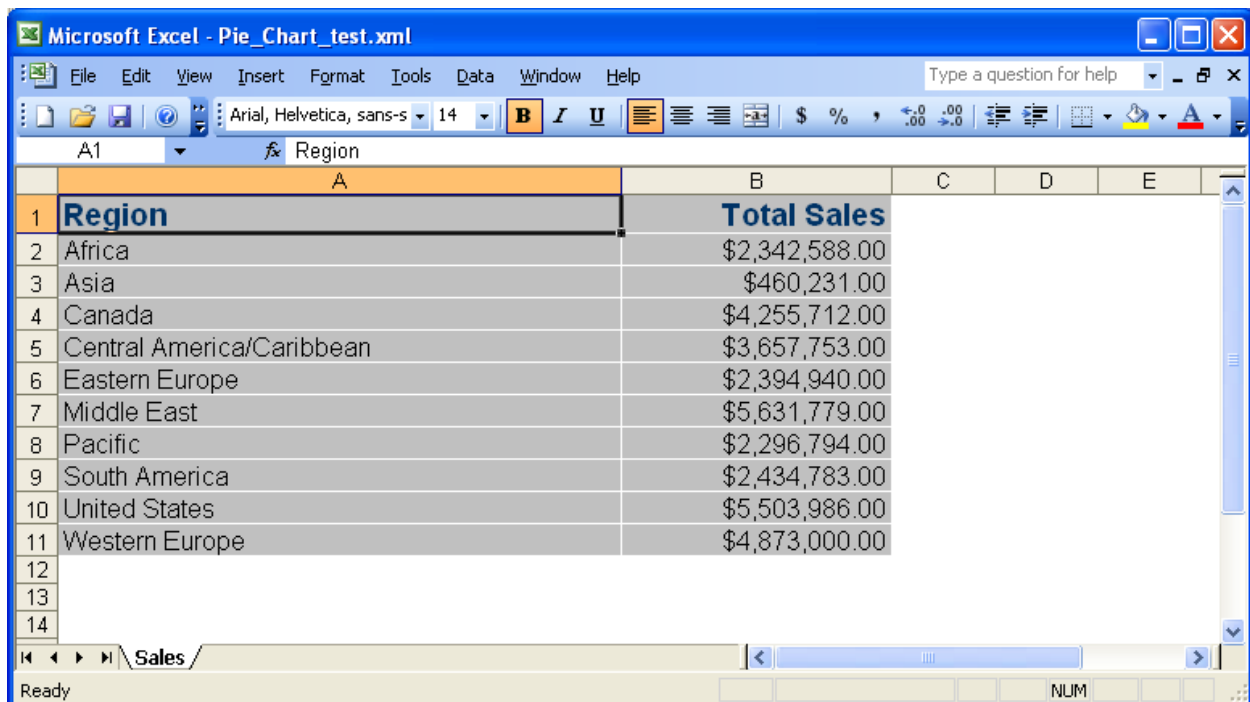 Microsoft Excel - Pie_Chart_test.xml
File Edit View Insert Format Tools Data Window Help Type a question for help
Arial, Helvetica, sans-s 14 B I U $ % , .00 .00 A
A1 fx Region
A B C D E
1 Region Total Sales
2 Africa $2,342,588.00
3 Asia $460,231.00
4 Canada $4,255,712.00
5 Central America/Caribbean $3,657,753.00
6 Eastern Europe $2,394,940.00
7 Middle East $5,631,779.00
8 Pacific $2,296,794.00
9 South America $2,434,783.00
10 United States $5,503,986.00
11 Western Europe $4,873,000.00
12
13
14
Sales
Ready NUM